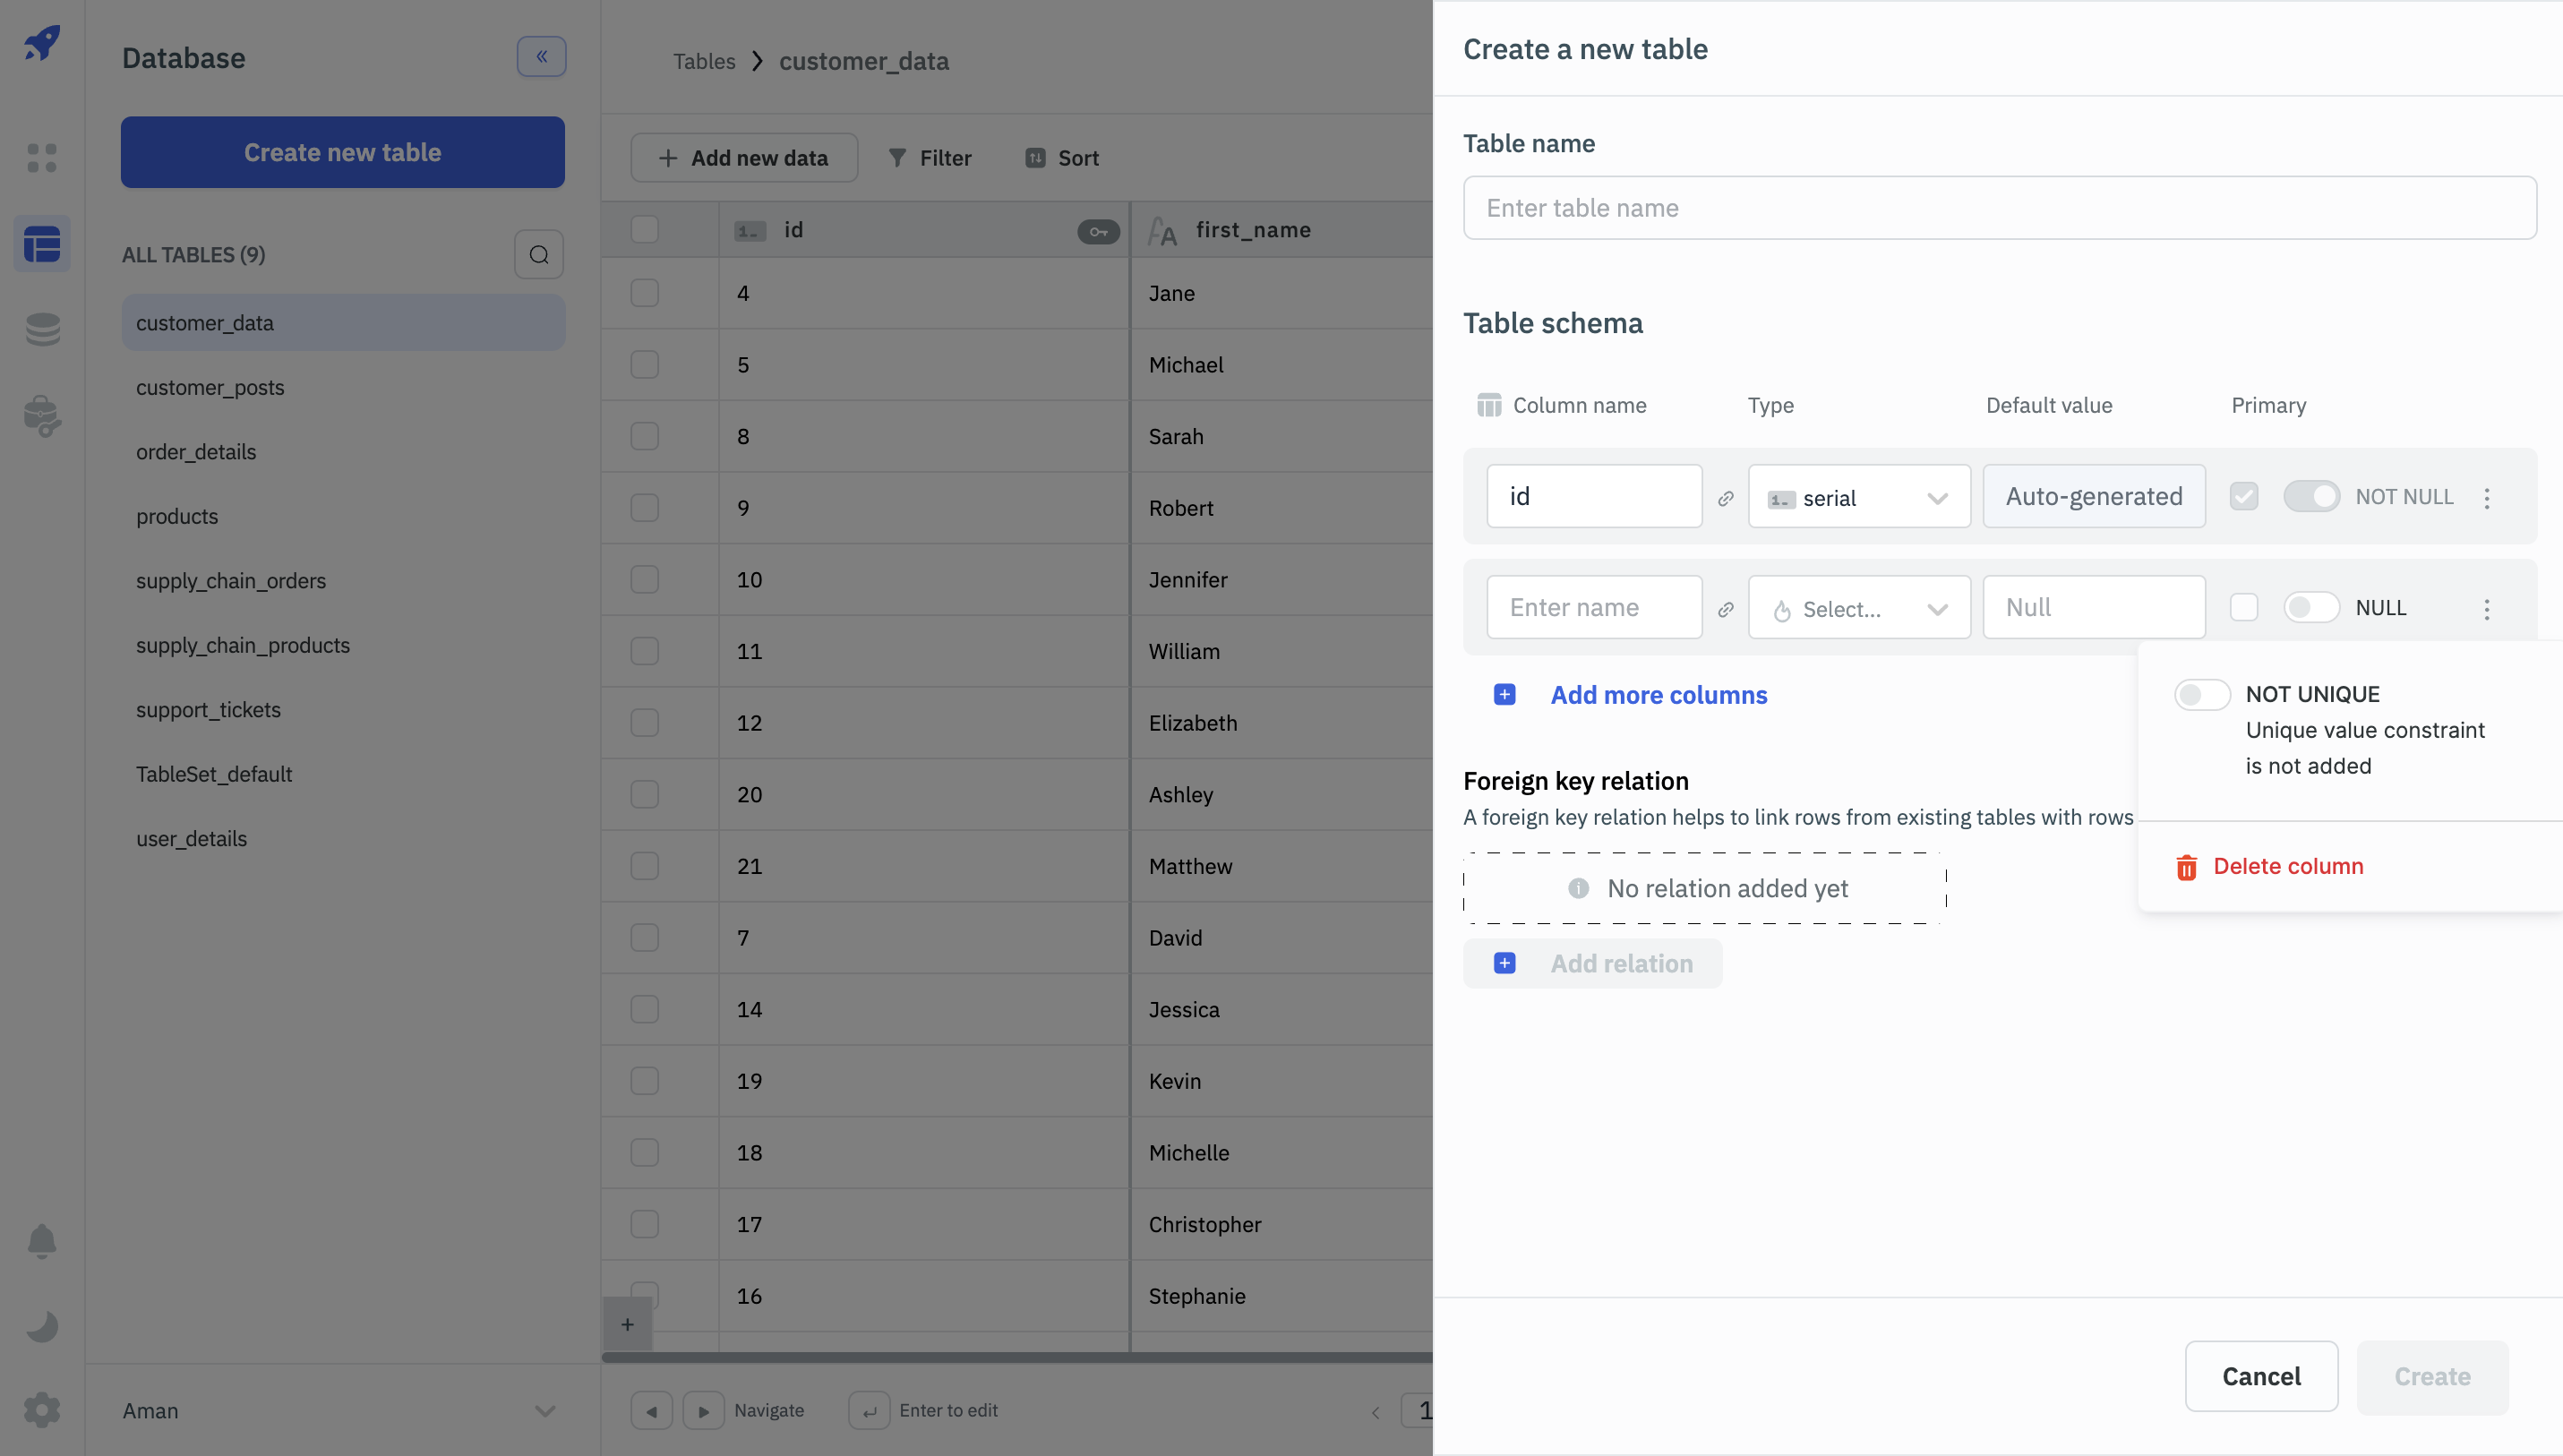 Database
«
Create new table
ALL TABLES (9)
customer_data
customer_posts
order_details
products
supply_chain_orders
supply_chain_products
support_tickets
TableSet_default
user_details
Aman
Tables > customer_data
+ Add new data
Filter
Sort
1_ id
AA first_name
4 Jane
5 Michael
8 Sarah
9 Robert
10 Jennifer
11 William
12 Elizabeth
20 Ashley
21 Matthew
7 David
14 Jessica
19 Kevin
18 Michelle
17 Christopher
16 Stephanie
+
Navigate
Enter to edit
< 1
Create a new table
Table name
Enter table name
Table schema
Column name Type Default value Primary
id 1_ serial Auto-generated NOT NULL
Enter name Select... Null NULL
NOT UNIQUE
Unique value constraint
is not added
Delete column
+ Add more columns
Foreign key relation
A foreign key relation helps to link rows from existing tables with rows
No relation added yet
+ Add relation
Cancel
Create